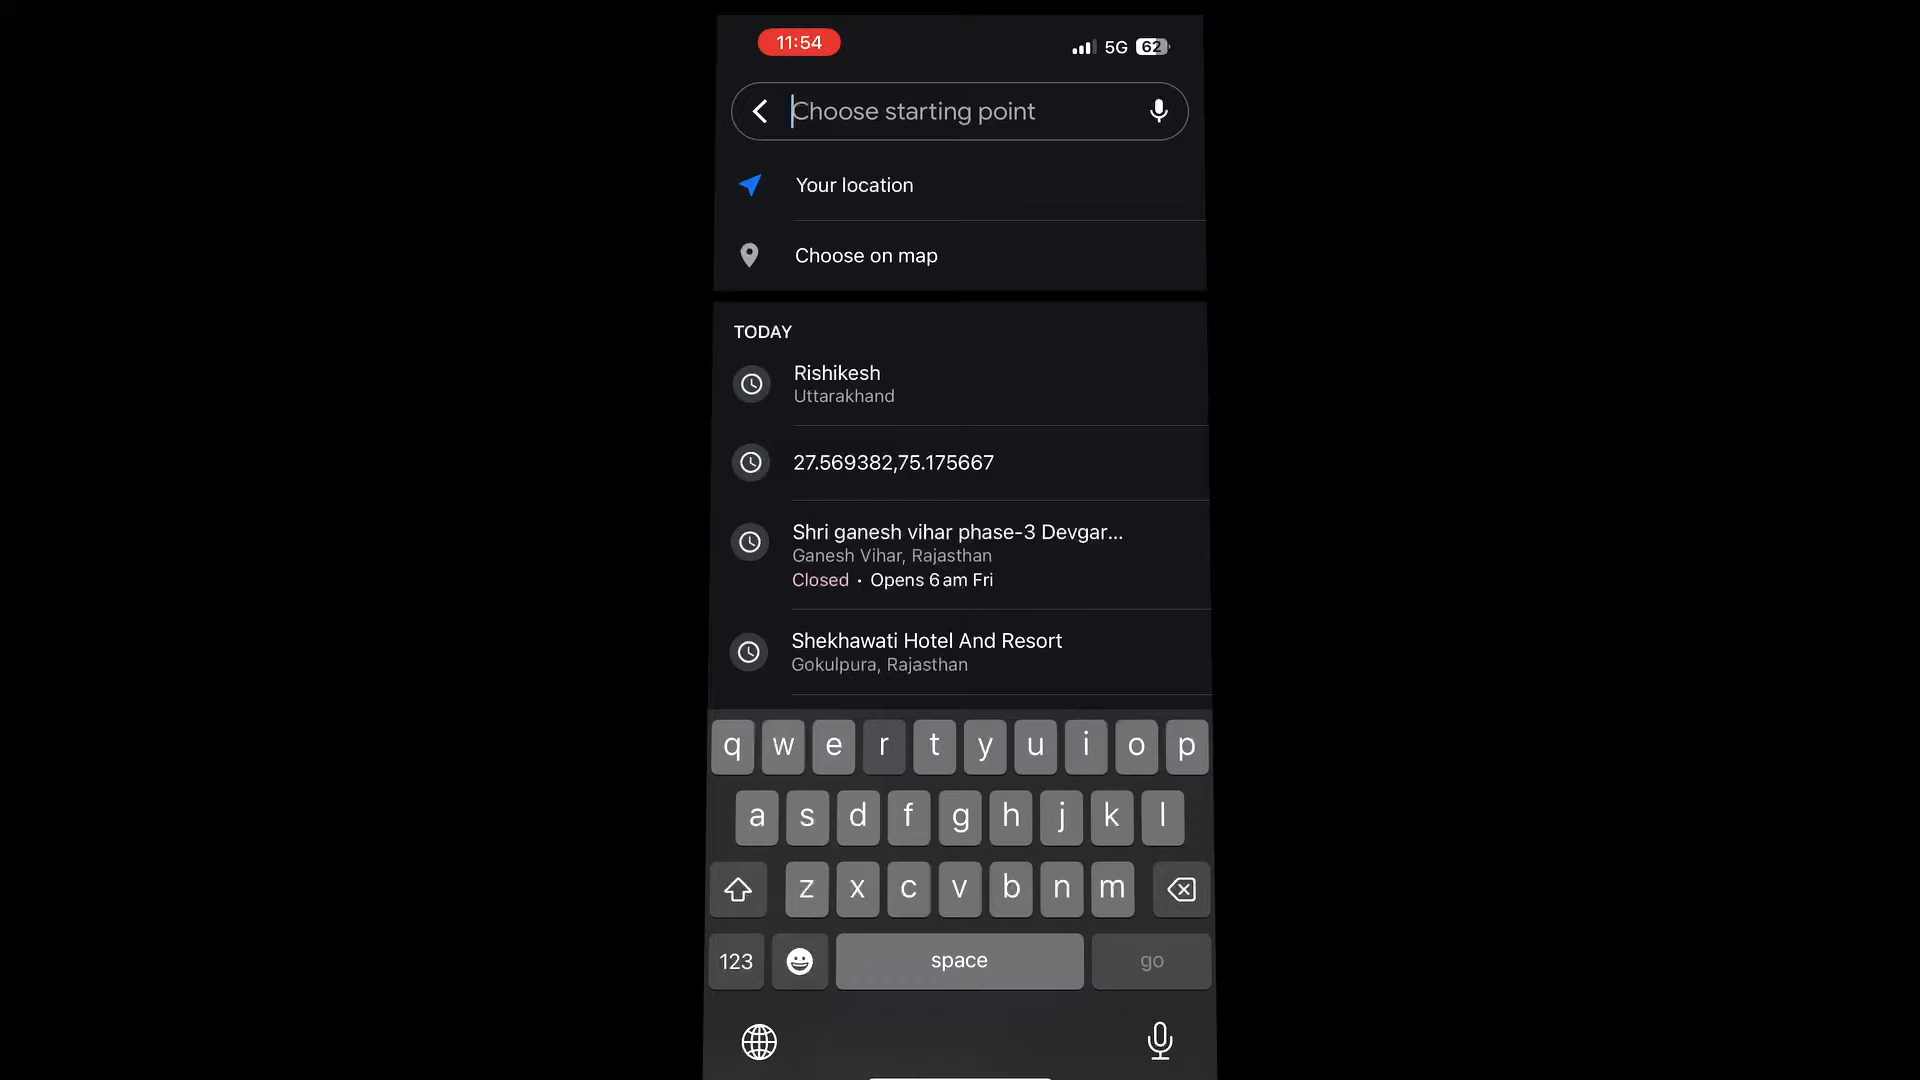 11:54
5G 62
Choose starting point
Your location
Choose on map
TODAY
Rishikesh
Uttarakhand
27.569382,75.175667
Shri ganesh vihar phase-3 Devgar...
Ganesh Vihar, Rajasthan
Closed · Opens 6 am Fri
Shekhawati Hotel And Resort
Gokulpura, Rajasthan
q w e r t y u i o p
a s d f g h j k l
z x c v b n m
123 space go